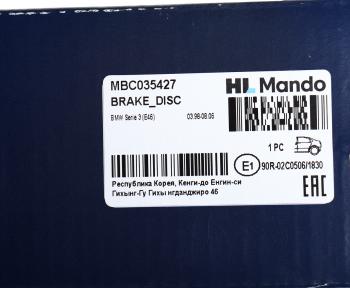 MBC035427
HL Mando
BRAKE_DISC
BMW Serie 3 (E46) 03.98-08.06
1 PC
E1 90R-02C0506/1830
Республика Корея, Кенги-до Енгин-си
Гихынг-Гу Гихы нгданджиро 46
EAC